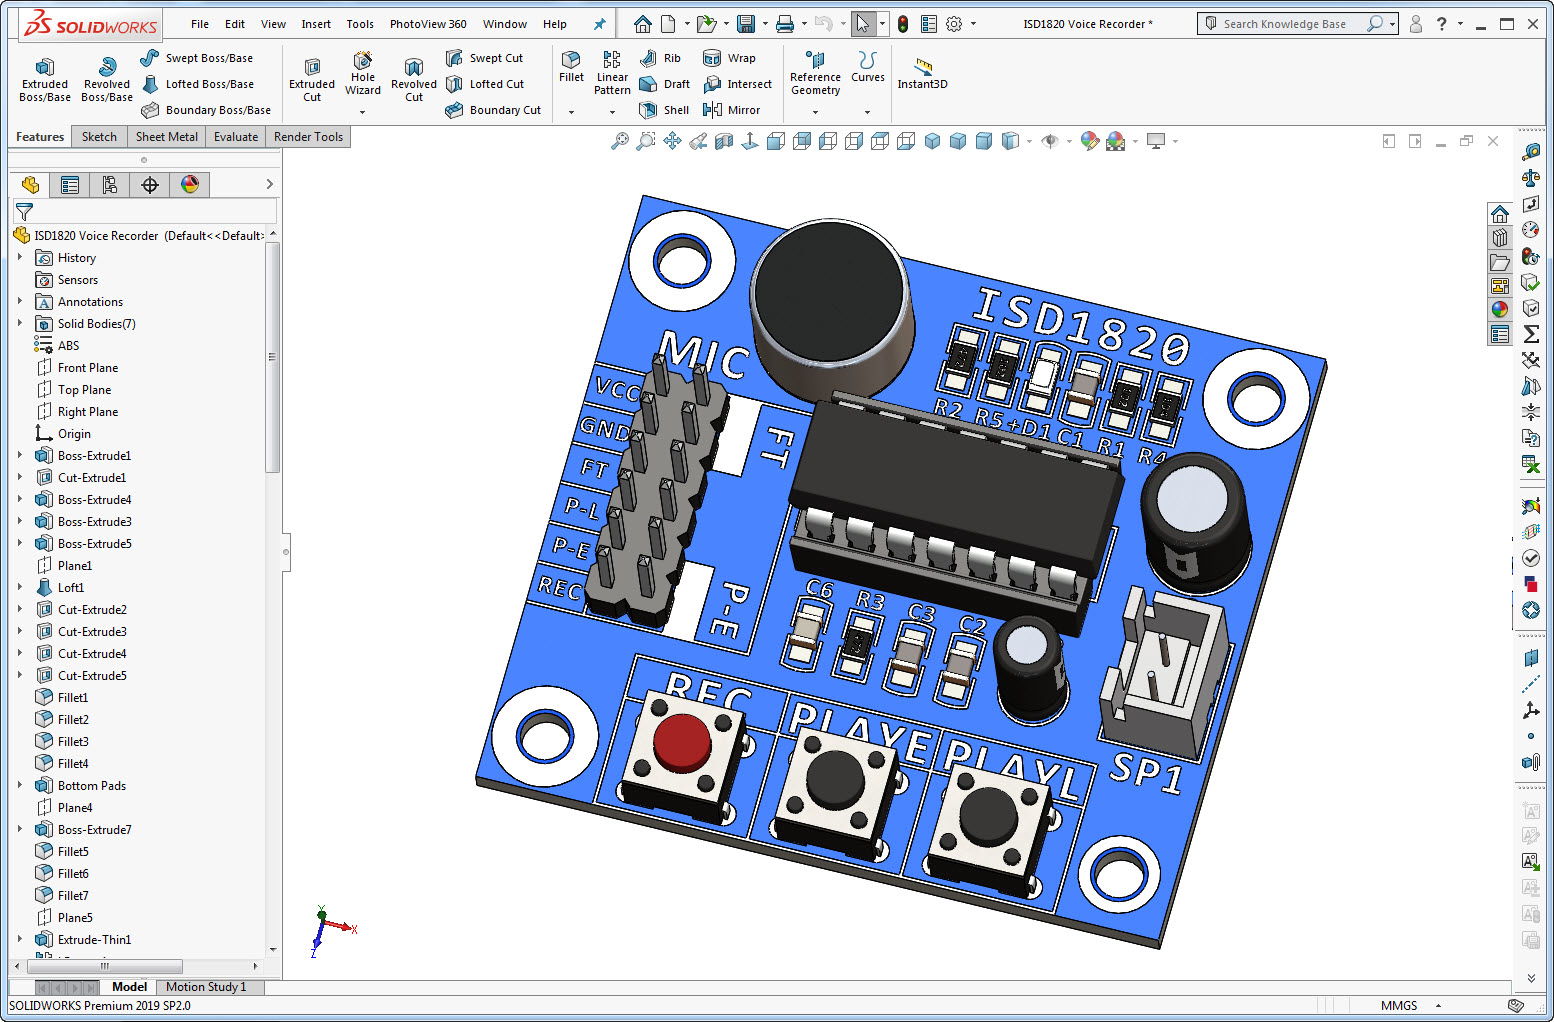 SOLIDWORKS
File Edit View Insert Tools PhotoView 360 Window Help
ISD1820 Voice Recorder *
Search Knowledge Base
?
Extruded Boss/Base
Revolved Boss/Base
Swept Boss/Base
Lofted Boss/Base
Boundary Boss/Base
Extruded Cut
Hole Wizard
Revolved Cut
Swept Cut
Lofted Cut
Boundary Cut
Fillet
Linear Pattern
Rib
Draft
Shell
Wrap
Intersect
Mirror
Reference Geometry
Curves
Instant3D
Features Sketch Sheet Metal Evaluate Render Tools
ISD1820 Voice Recorder (Default<<Default>
History
Sensors
Annotations
Solid Bodies(7)
ABS
Front Plane
Top Plane
Right Plane
Origin
Boss-Extrude1
Cut-Extrude1
Boss-Extrude4
Boss-Extrude3
Boss-Extrude5
Plane1
Loft1
Cut-Extrude2
Cut-Extrude3
Cut-Extrude4
Cut-Extrude5
Fillet1
Fillet2
Fillet3
Fillet4
Bottom Pads
Plane4
Boss-Extrude7
Fillet5
Fillet6
Fillet7
Plane5
Extrude-Thin1
ISD1820
MIC
VCC
GND
FT
P-L
P-E
REC
FT
P-E
R2 R5 +D1 C1 R1 R4
C6 R3 C3 C2
REC
PLAYE
PLAYL
SP1
Y
X
Z
Model Motion Study 1
SOLIDWORKS Premium 2019 SP2.0
MMGS